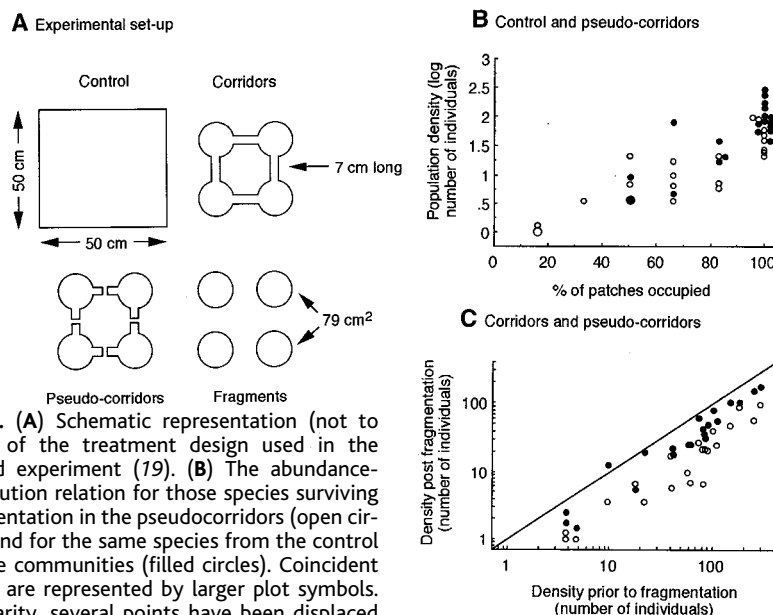 A Experimental set-up
Control
Corridors
50 cm
50 cm
7 cm long
79 cm2
Pseudo-corridors
Fragments
. (A) Schematic representation (not to
of the treatment design used in the
experiment (19). (B) The abundance-
relation for those species surviving
in the pseudocorridors (open cir-
for the same species from the control
communities (filled circles). Coincident
are represented by larger plot symbols.
several points have been displaced
B Control and pseudo-corridors
Population density (log
number of individuals)
3
2.5
2
1.5
1
.5
0
0 20 40 60 80 100
% of patches occupied
C Corridors and pseudo-corridors
Density post fragmentation
(number of individuals)
100
10
1
1 10 100
Density prior to fragmentation
(number of individuals)